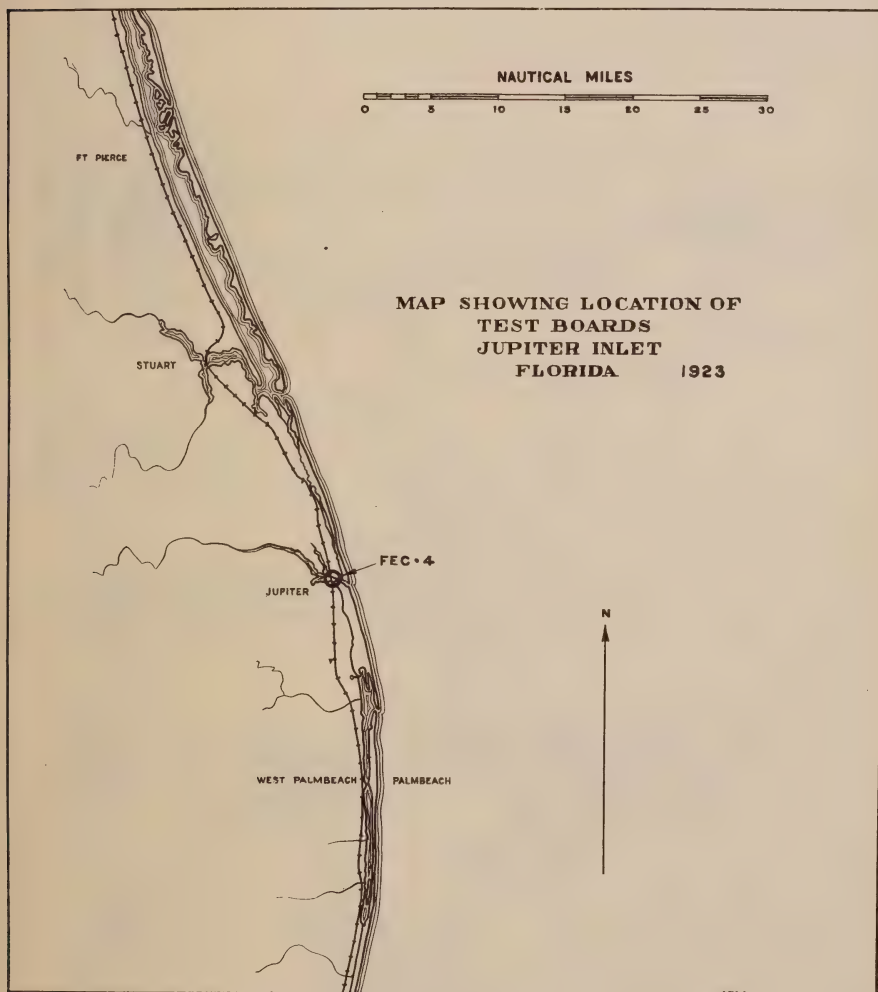 NAUTICAL MILES
0 5 10 15 20 25 30
FT PIERCE
MAP SHOWING LOCATION OF
TEST BOARDS
JUPITER INLET
FLORIDA 1923
STUART
FEC·4
JUPITER
N
WEST PALMBEACH PALMBEACH